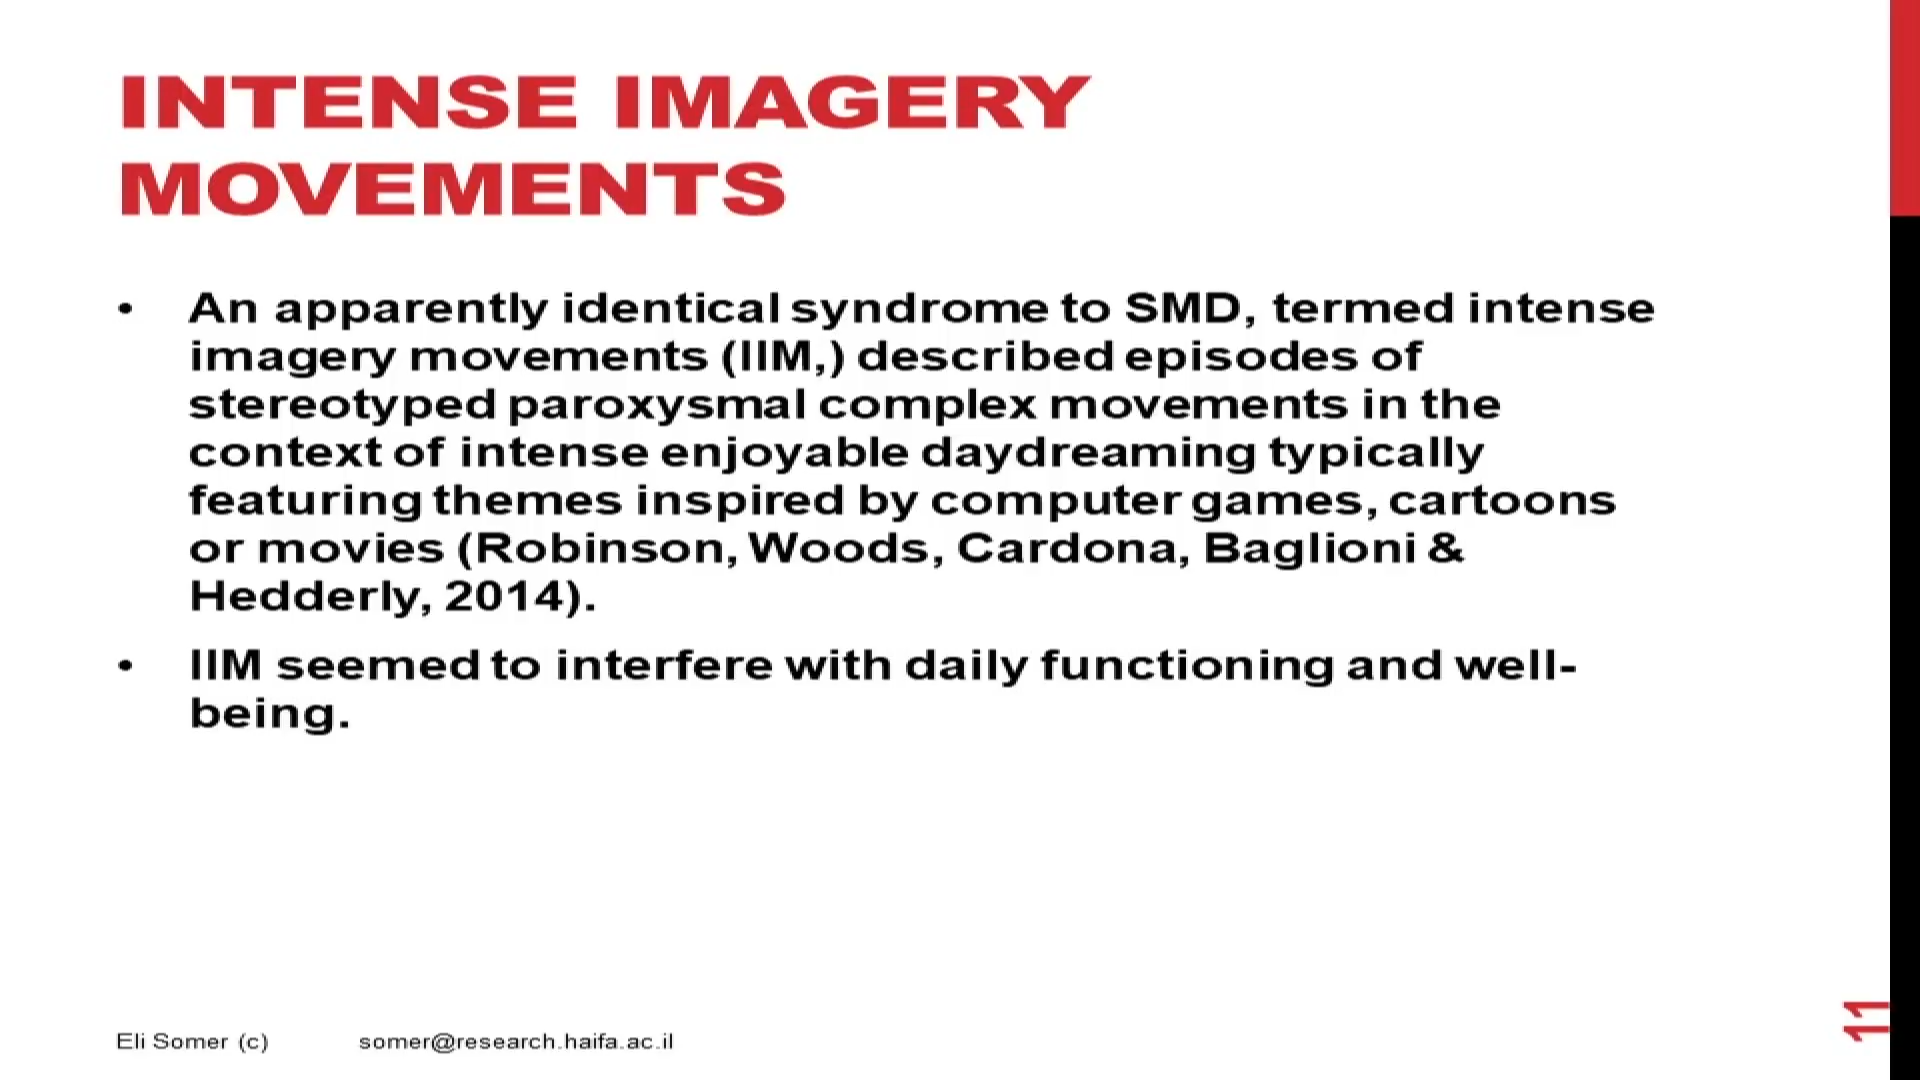 INTENSE IMAGERY
MOVEMENTS
• An apparently identical syndrome to SMD, termed intense
imagery movements (IIM,) described episodes of
stereotyped paroxysmal complex movements in the
context of intense enjoyable daydreaming typically
featuring themes inspired by computer games, cartoons
or movies (Robinson, Woods, Cardona, Baglioni &
Hedderly, 2014).
• IIM seemed to interfere with daily functioning and well-
being.
Eli Somer (c) somer@research.haifa.ac.il
11